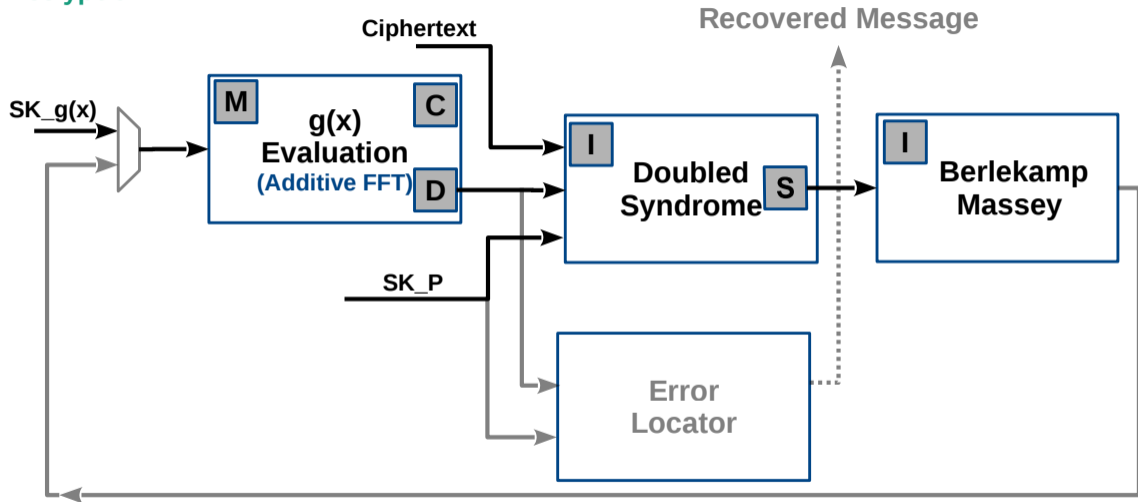 Recovered Message
Ciphertext
SK_g(x)
M
C
g(x)
Evaluation
(Additive FFT)
D
I
Doubled
Syndrome
S
I
Berlekamp
Massey
SK_P
Error
Locator